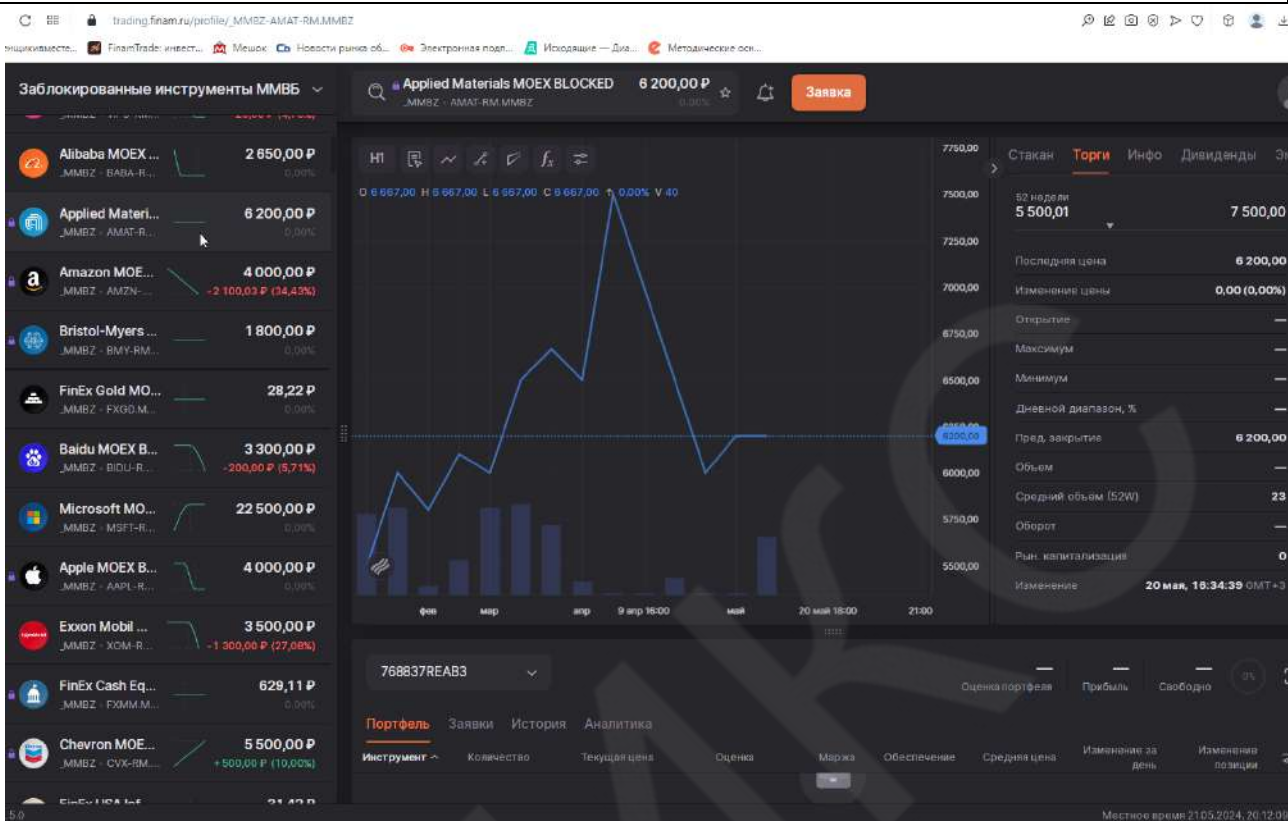 trading.finam.ru/profile/_MMBZ-AMAT-RM.MMBZ
FinamTrade: инвест... Мешок Новости рынка об... Электронная подп... Исходящие — Диа... Методические осн...
Заблокированные инструменты ММВБ
Applied Materials MOEX BLOCKED 6 200,00 ₽
_MMBZ - AMAT-RM.MMBZ 0,00%
Заявка
Alibaba MOEX ... 2 650,00 ₽
_MMBZ - BABA-R... 0,00%
Applied Materi... 6 200,00 ₽
_MMBZ - AMAT-R... 0,00%
Amazon MOE... 4 000,00 ₽
_MMBZ - AMZN-... -2 100,03 ₽ (34,43%)
Bristol-Myers ... 1 800,00 ₽
_MMBZ - BMY-RM... 0,00%
FinEx Gold MO... 28,22 ₽
_MMBZ - FXGD.M... 0,00%
Baidu MOEX B... 3 300,00 ₽
_MMBZ - BIDU-R... -200,00 ₽ (5,71%)
Microsoft MO... 22 500,00 ₽
_MMBZ - MSFT-R... 0,00%
Apple MOEX B... 4 000,00 ₽
_MMBZ - AAPL-R... 0,00%
Exxon Mobil ... 3 500,00 ₽
_MMBZ - XOM-R... -1 300,00 ₽ (27,08%)
FinEx Cash Eq... 629,11 ₽
_MMBZ - FXMM.M... 0,00%
Chevron MOE... 5 500,00 ₽
_MMBZ - CVX-RM.... +500,00 ₽ (10,00%)
5.0
H1
O 6 667,00 H 6 667,00 L 6 667,00 C 6 667,00 0,00% V 40
7750,00
7500,00
7250,00
7000,00
6750,00
6500,00
6200,00
6000,00
5750,00
5500,00
фев мар апр 9 апр 16:00 май 20 май 18:00 21:00
Стакан Торги Инфо Дивиденды
52 недели
5 500,01 7 500,00
Последняя цена 6 200,00
Изменение цены 0,00 (0,00%)
Открытие —
Максимум —
Минимум —
Дневной диапазон, % —
Пред. закрытие 6 200,00
Объем —
Средний объём (52W) 23
Оборот —
Рын. капитализация 0
Изменение 20 мая, 16:34:39 GMT+3
768837REAB3
— — —
Оценка портфеля Прибыль Свободно 0%
Портфель Заявки История Аналитика
Инструмент Количество Текущая цена Оценка Маржа Обеспечение Средняя цена Изменение за день Изменение позиции
Местное время 21.05.2024, 20:12:0